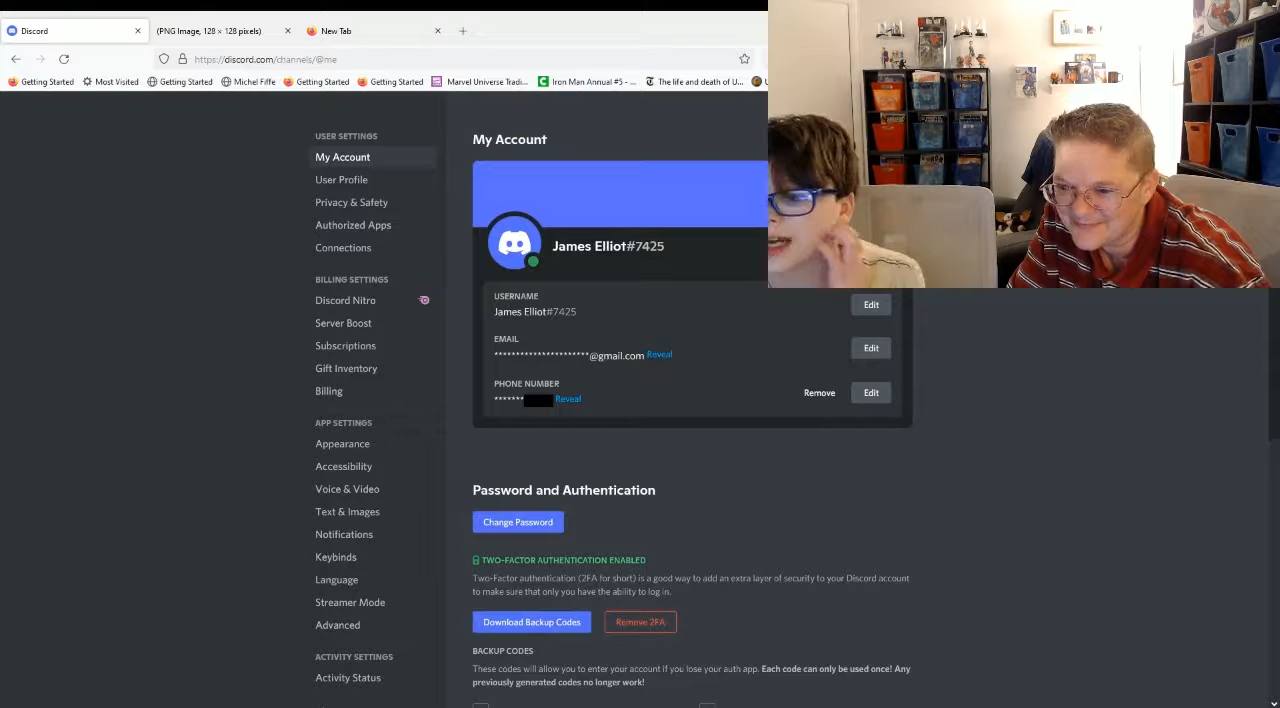 Discord
(PNG Image, 128 × 128 pixels)
New Tab
https://discord.com/channels/@me
Getting Started
Most Visited
Getting Started
Michel Fiffe
Getting Started
Getting Started
Marvel Universe Tradi...
Iron Man Annual #5 - ...
The life and death of U...
USER SETTINGS
My Account
User Profile
Privacy & Safety
Authorized Apps
Connections
BILLING SETTINGS
Discord Nitro
Server Boost
Subscriptions
Gift Inventory
Billing
APP SETTINGS
Appearance
Accessibility
Voice & Video
Text & Images
Notifications
Keybinds
Language
Streamer Mode
Advanced
ACTIVITY SETTINGS
Activity Status
My Account
James Elliot#7425
USERNAME
James Elliot#7425
Edit
EMAIL
**********************@gmail.com Reveal
Edit
PHONE NUMBER
******* Reveal
Remove
Edit
Password and Authentication
Change Password
TWO-FACTOR AUTHENTICATION ENABLED
Two-Factor authentication (2FA for short) is a good way to add an extra layer of security to your Discord account
to make sure that only you have the ability to log in.
Download Backup Codes
Remove 2FA
BACKUP CODES
These codes will allow you to enter your account if you lose your auth app. Each code can only be used once! Any
previously generated codes no longer work!